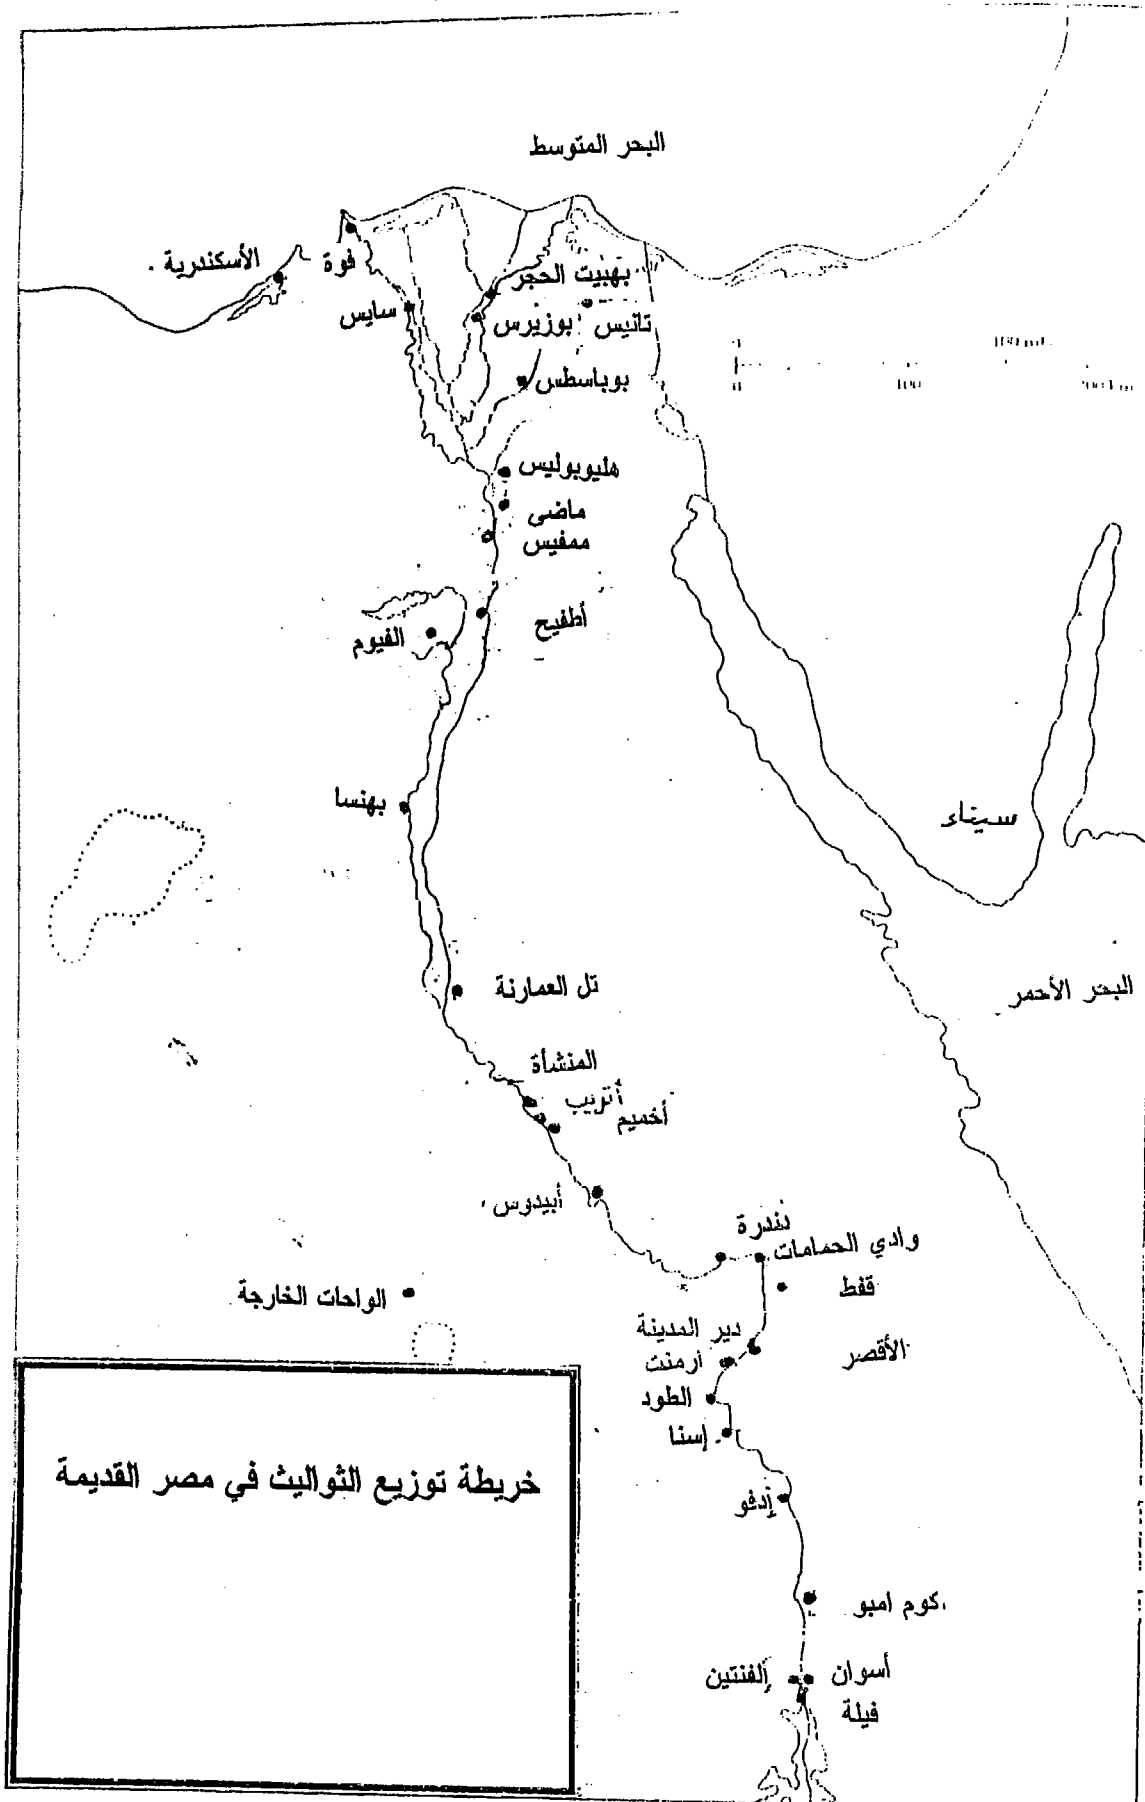 البحر المتوسط
الأسكندرية
فوة
بهبيت الحجر
سايس
بوزيرس
تانيس
بوباسطس
100
0
هليوبوليس
ماضى
ممفيس
أطفيح
الفيوم
بهنسا
سيناء
تل العمارنة
البحر الأحمر
المنشأة
أتريب
أخميم
أبيدوس
دندرة
وادي الحمامات
قفط
الواحات الخارجة
دير المدينة
الأقصر
أرمنت
الطود
إسنا
خريطة توزيع الثواليث في مصر القديمة
إدفو
كوم امبو
أسوان
إلفنتين
فيلة